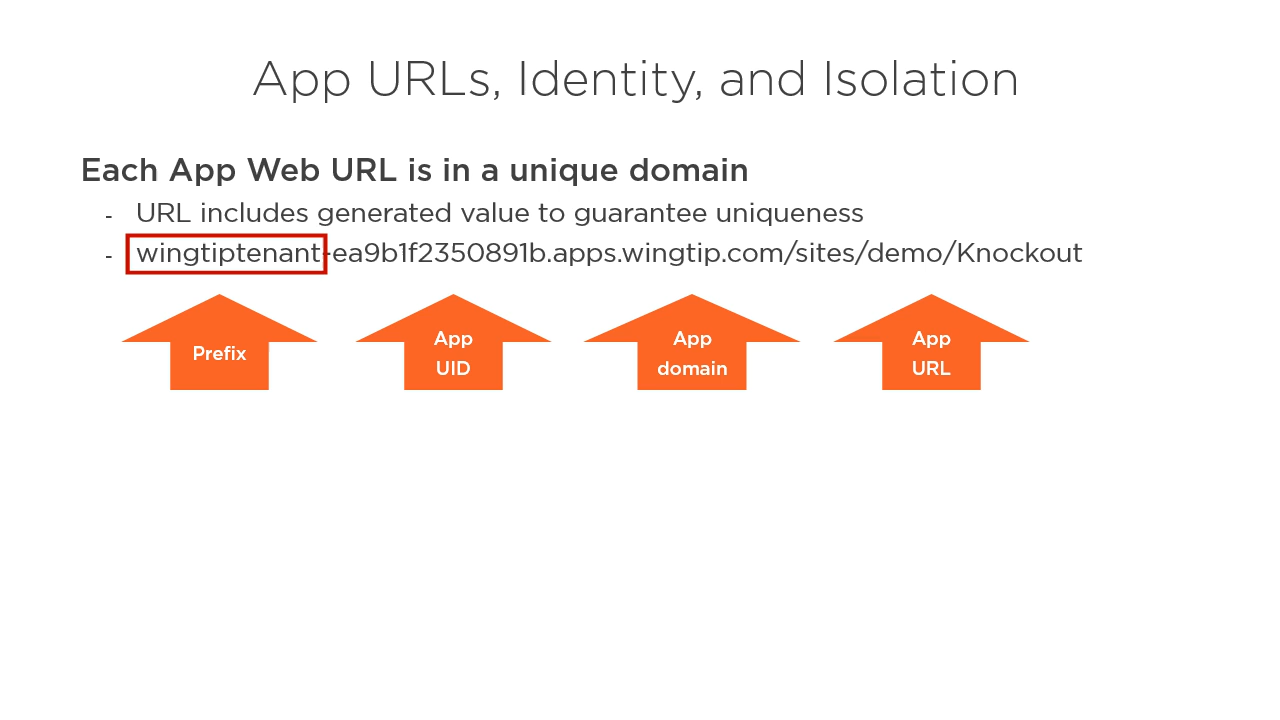 App URLs, Identity, and Isolation
Each App Web URL is in a unique domain
- URL includes generated value to guarantee uniqueness
- wingtiptenant-ea9b1f2350891b.apps.wingtip.com/sites/demo/Knockout
Prefix
App
UID
App
domain
App
URL